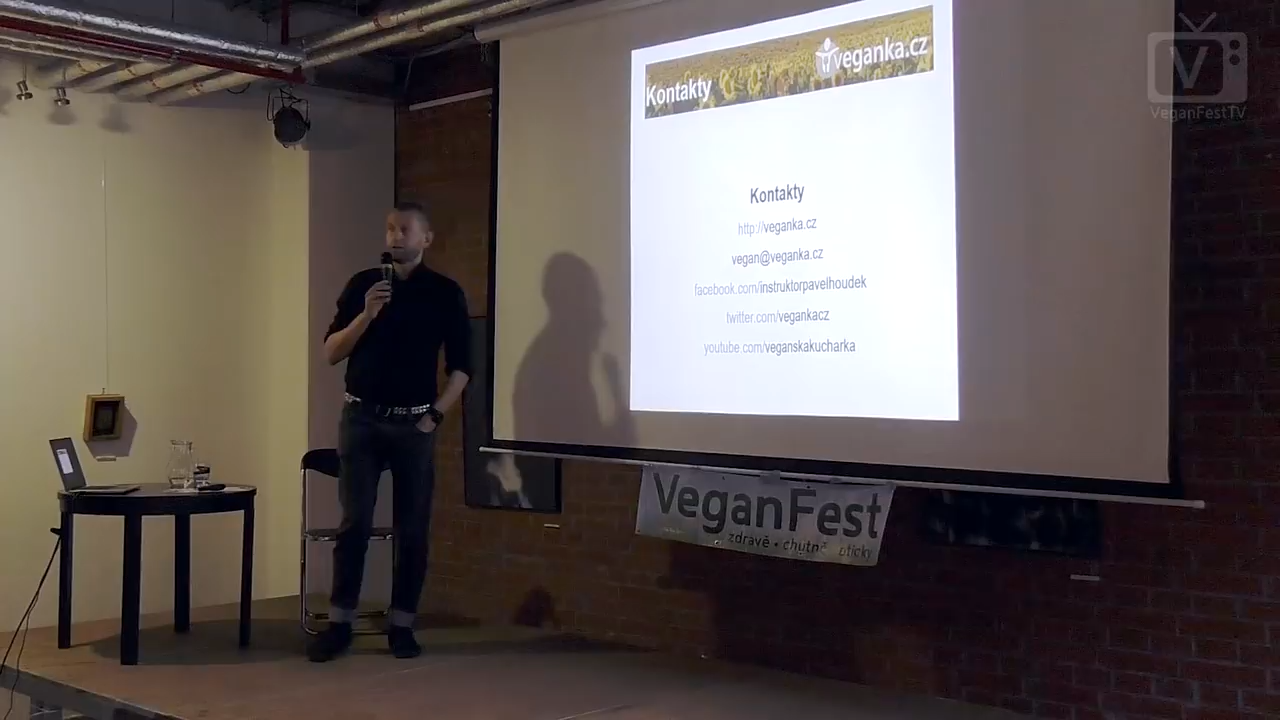 veganka.cz
Kontakty
Kontakty
http://veganka.cz
vegan@veganka.cz
facebook.com/instruktorpavelhoudek
twitter.com/vegankacz
youtube.com/veganskakucharka
VeganFest
zdravě • chutně eticky
V
VeganFestTV